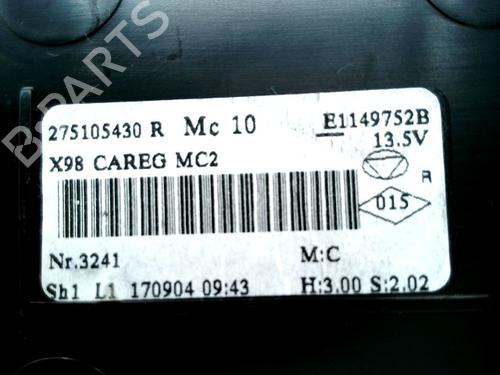 B-PARTS
275105430 R Mc 10 E1149752B
13.5V
X98 CAREG MC2
R
015
Nr.3241 M:C
Sh1 L1 170904 09:43 H:3.00 S:2.02